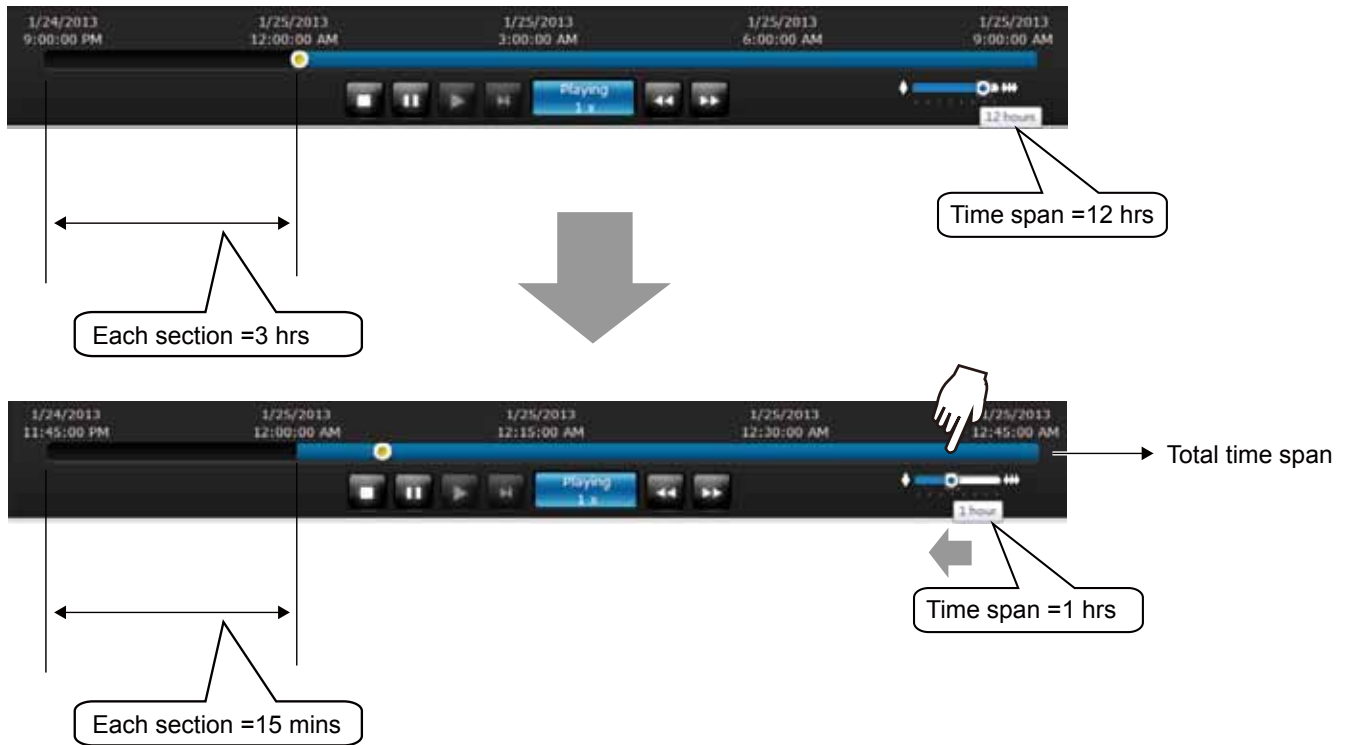 1/24/2013 1/25/2013 1/25/2013 1/25/2013 1/25/2013
9:00:00 PM 12:00:00 AM 3:00:00 AM 6:00:00 AM 9:00:00 AM
Playing
1 x
12 hours
Time span =12 hrs
Each section =3 hrs
1/24/2013 1/25/2013 1/25/2013 1/25/2013 1/25/2013
11:45:00 PM 12:00:00 AM 12:15:00 AM 12:30:00 AM 12:45:00 AM
Total time span
Playing
1 x
1 hour
Time span =1 hrs
Each section =15 mins